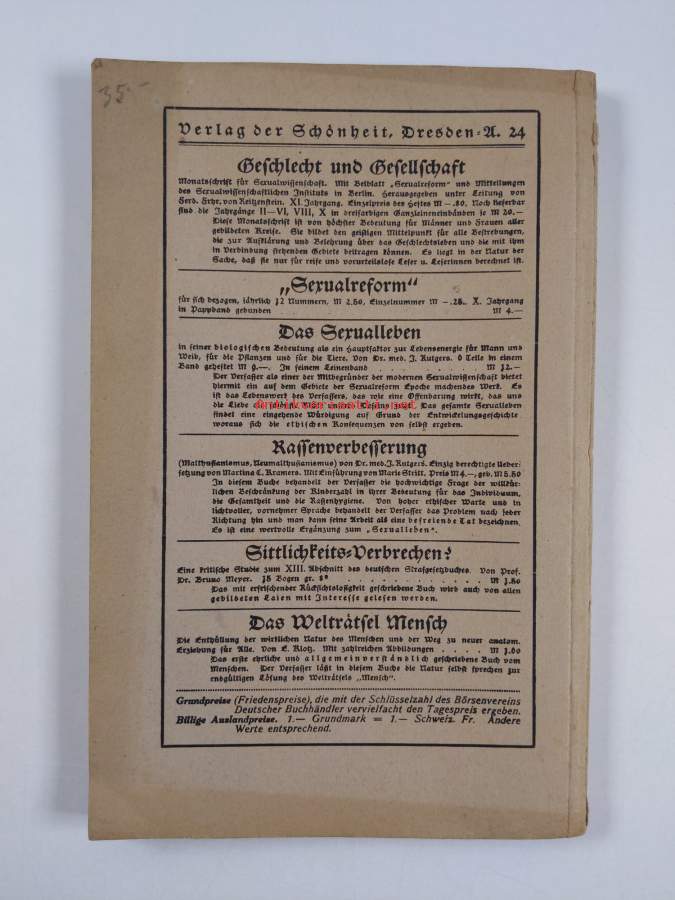 35.-
Verlag der Schönheit, Dresden-A. 24
Geschlecht und Gesellschaft
Monatsschrift für Sexualwissenschaft. Mit Beiblatt „Sexualreform“ und Mitteilungen
des Sexualwissenschaftlichen Instituts in Berlin. Herausgegeben unter Leitung von
Ferd. Frhr. von Reitzenstein. XI. Jahrgang. Einzelpreis des Heftes M —.80. Noch lieferbar
sind die Jahrgänge II—VI, VIII, X in dreifarbigen Ganzleineneinbänden je M 20.—
Diese Monatsschrift ist von höchster Bedeutung für Männer und Frauen aller
gebildeten Kreise. Sie bildet den geistigen Mittelpunkt für alle Bestrebungen,
die zur Aufklärung und Belehrung über das Geschlechtsleben und die mit ihm
in Verbindung stehenden Gebiete beitragen können. Es liegt in der Natur der
Sache, daß sie nur für reife und vorurteilslose Leser u. Leserinnen berechnet ist.
„Sexualreform“
für sich bezogen, jährlich 12 Nummern, M 2.50, Einzelnummer M —.25. X. Jahrgang
in Pappband gebunden M 4.—
Das Sexualleben
in seiner biologischen Bedeutung als ein Hauptfaktor zur Lebensenergie für Mann und
Weib, für die Pflanzen und für die Tiere. Von Dr. med. J. Rutgers. Teile in einem
Band geheftet M 9.—. In seinem Leinenband . . . . . . . . . . M 12.—
Der Verfasser als einer der Mitbegründer der modernen Sexualwissenschaft bietet
hiermit ein auf dem Gebiete der Sexualreform Epoche machendes Werk. Es
ist das Lebenswerk des Verfassers, das wie eine Offenbarung wirkt, das uns
die Liebe Das gesamte Sexualleben
findet eine eingehende Würdigung auf Grund der Entwickelungsgeschichte
woraus sich die ethischen Konsequenzen von selbst ergeben.
antikvar-astia.net
Rassenverbesserung
(Malthusianismus, Neumalthusianismus) von Dr. med. J. Rutgers. Einzig berechtigte Ueber-
setzung von Martina G. Kramers. Mit Einführung von Marie Stritt. Preis M 4.—, geb. M 5.50
In diesem Buche behandelt der Verfasser die hochwichtige Frage der willkür-
lichen Beschränkung der Kinderzahl in ihrer Bedeutung für das Individuum,
die Gesamtheit und die Rassenhygiene. Von hoher ethischer Warte und in
lichtvoller, vornehmer Sprache behandelt der Verfasser das Problem nach jeder
Richtung hin und man kann seine Arbeit als eine befreiende Tat bezeichnen.
Es ist eine wertvolle Ergänzung zum „Sexualleben“.
Sittlichkeits-Verbrechen?
Eine kritische Studie zum XIII. Abschnitt des deutschen Strafgesetzbuches. Von Prof.
Dr. Bruno Meyer. 15 Bogen gr. 8° . . . . . . . . . . . M 1.50
Das mit erfrischender Rücksichtslosigkeit geschriebene Buch wird auch von allen
gebildeten Laien mit Interesse gelesen werden.
Das Welträtsel Mensch
Die Enthüllung der wirklichen Natur des Menschen und der Weg zu neuer anatom.
Erziehung für Alle. Von E. Klotz. Mit zahlreichen Abbildungen . . . . M 3.60
Das erste ehrliche und allgemeinverständlich geschriebene Buch vom
Menschen. Der Verfasser läßt in diesem Buche die Natur selbst sprechen zur
endgültigen Lösung des Welträtsels „Mensch“.
Grundpreise (Friedenspreise), die mit der Schlüsselzahl des Börsenvereins
Deutscher Buchhändler vervielfacht den Tagespreis ergeben.
Billige Auslandpreise. 1.— Grundmark = 1.— Schweiz. Fr. Andere
Werte entsprechend.